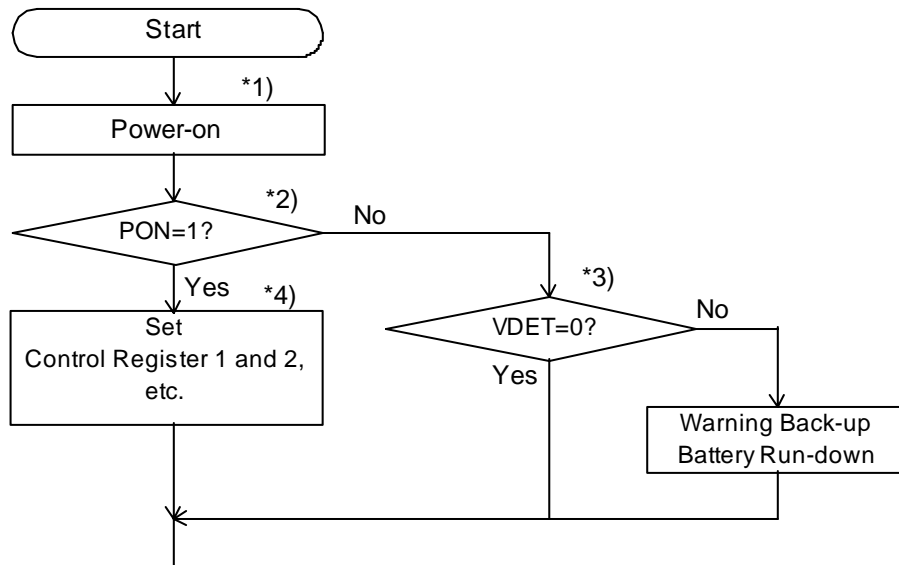 Start
*1)
Power-on
*2)
PON=1?
No
Yes
*3)
*4)
VDET=0?
No
Set
Control Register 1 and 2,
etc.
Yes
Warning Back-up
Battery Run-down